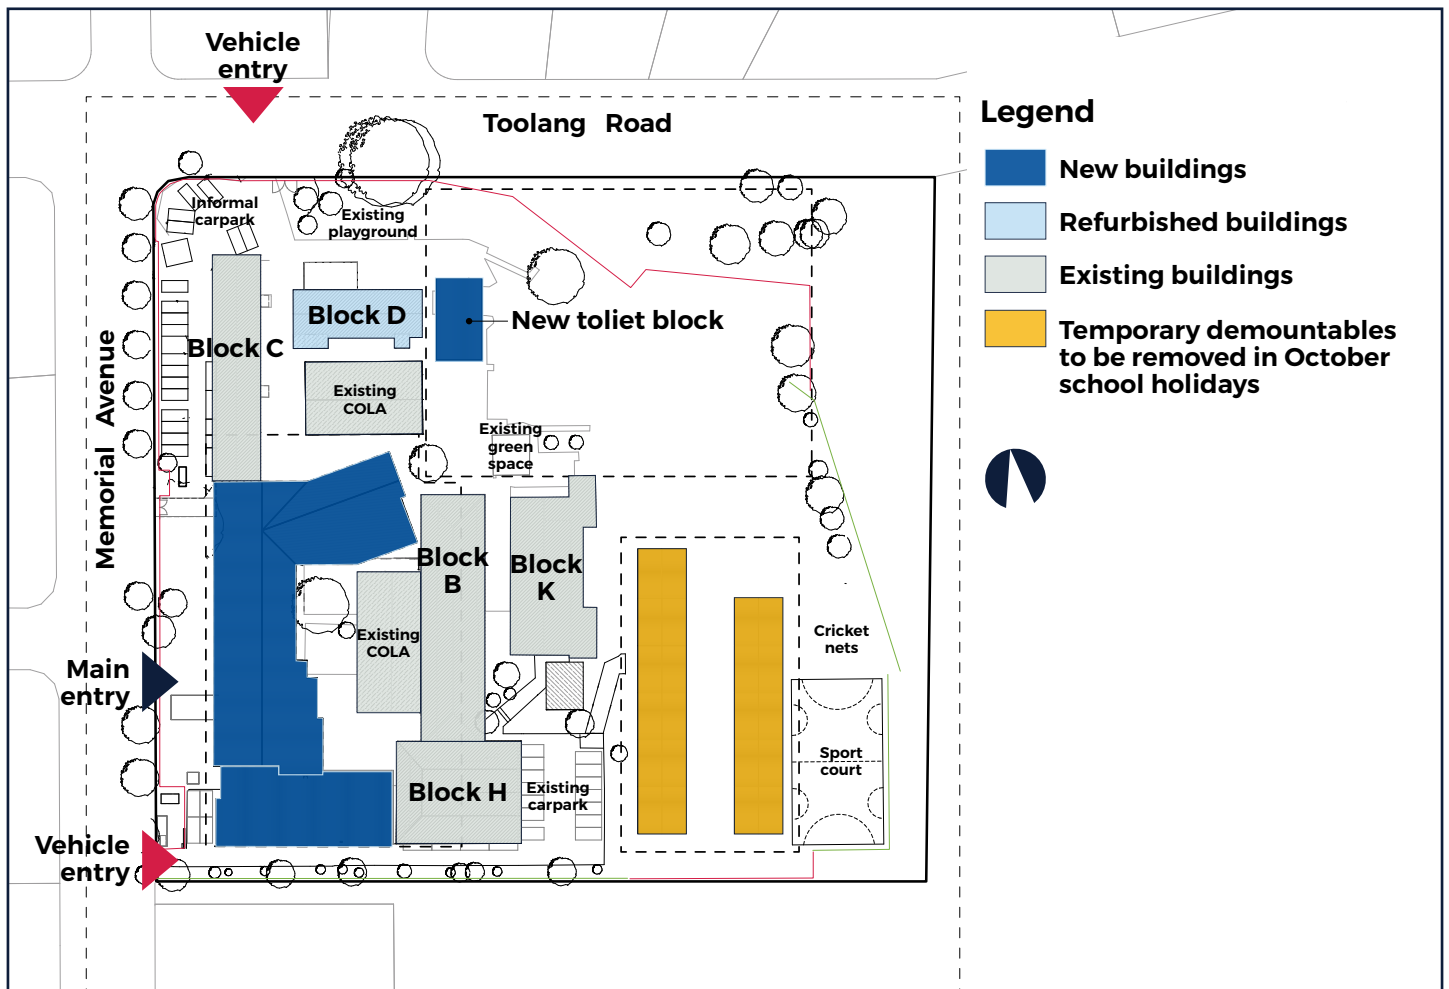 Vehicle
entry
Toolang Road
Legend
New buildings
Refurbished buildings
Existing buildings
Temporary demountables
to be removed in October
school holidays
Informal
carpark
Existing
playground
Block D
New toliet block
Block C
Existing
COLA
Memorial Avenue
Existing
green
space
Block
B
Block
K
Existing
COLA
Cricket
nets
Main
entry
Sport
court
Block H
Existing
carpark
Vehicle
entry